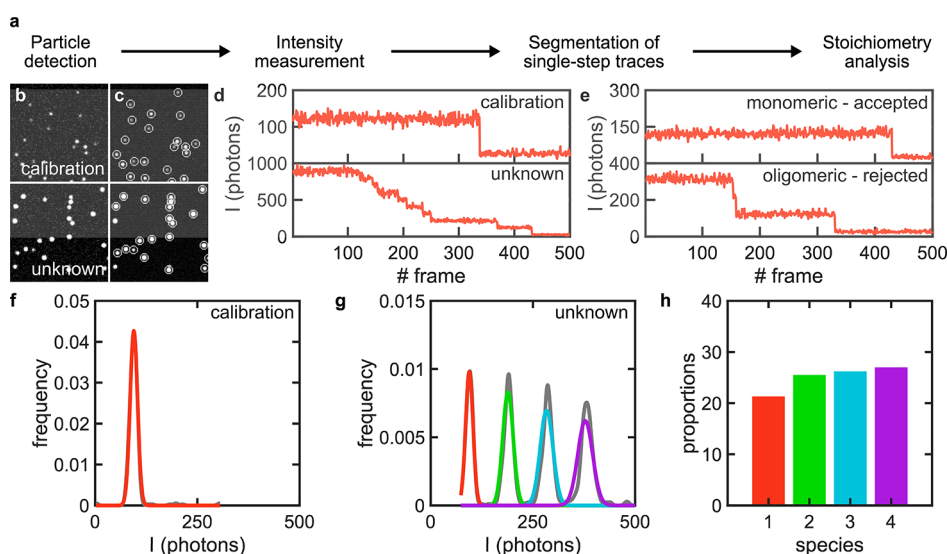 a
Particle detection
Intensity measurement
Segmentation of single-step traces
Stoichiometry analysis
b
calibration
unknown
c
d
I (photons)
200
100
calibration
1000
500
0
unknown
0 100 200 300 400 500
# frame
e
I (photons)
300
150
monomeric - accepted
400
200
0
oligomeric - rejected
100 200 300 400 500
# frame
f
calibration
frequency
0.05
0.04
0.03
0.02
0.01
0
0 250 500
I (photons)
g
unknown
frequency
0.015
0.01
0.005
0
0 250 500
I (photons)
h
proportions
40
30
20
10
0
1 2 3 4
species